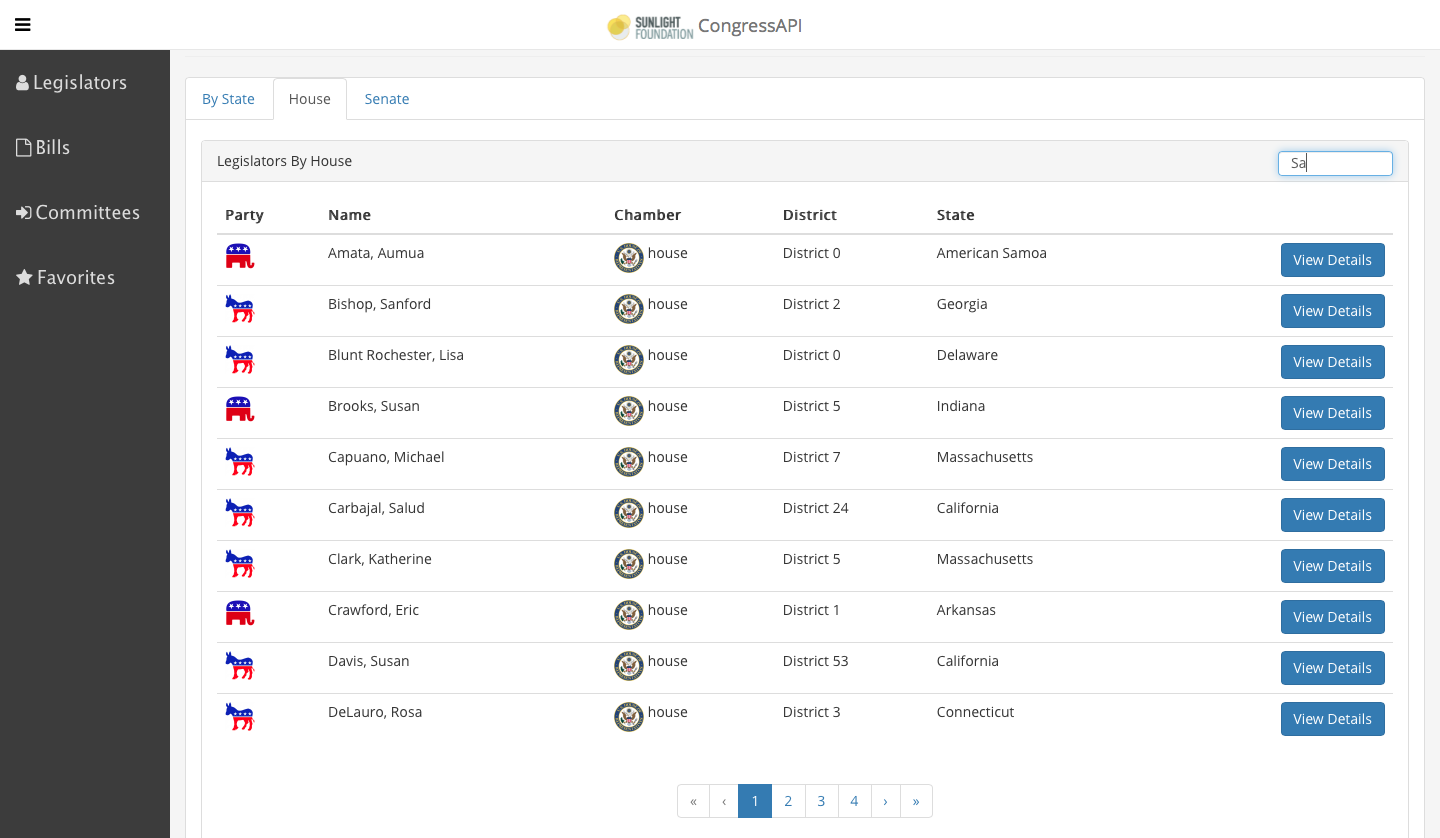 SUNLIGHT
FOUNDATION
CongressAPI
Legislators
Bills
Committees
Favorites
By State House Senate
Legislators By House Sa
Party Name Chamber District State
Amata, Aumua house District 0 American Samoa View Details
Bishop, Sanford house District 2 Georgia View Details
Blunt Rochester, Lisa house District 0 Delaware View Details
Brooks, Susan house District 5 Indiana View Details
Capuano, Michael house District 7 Massachusetts View Details
Carbajal, Salud house District 24 California View Details
Clark, Katherine house District 5 Massachusetts View Details
Crawford, Eric house District 1 Arkansas View Details
Davis, Susan house District 53 California View Details
DeLauro, Rosa house District 3 Connecticut View Details
« ‹ 1 2 3 4 › »